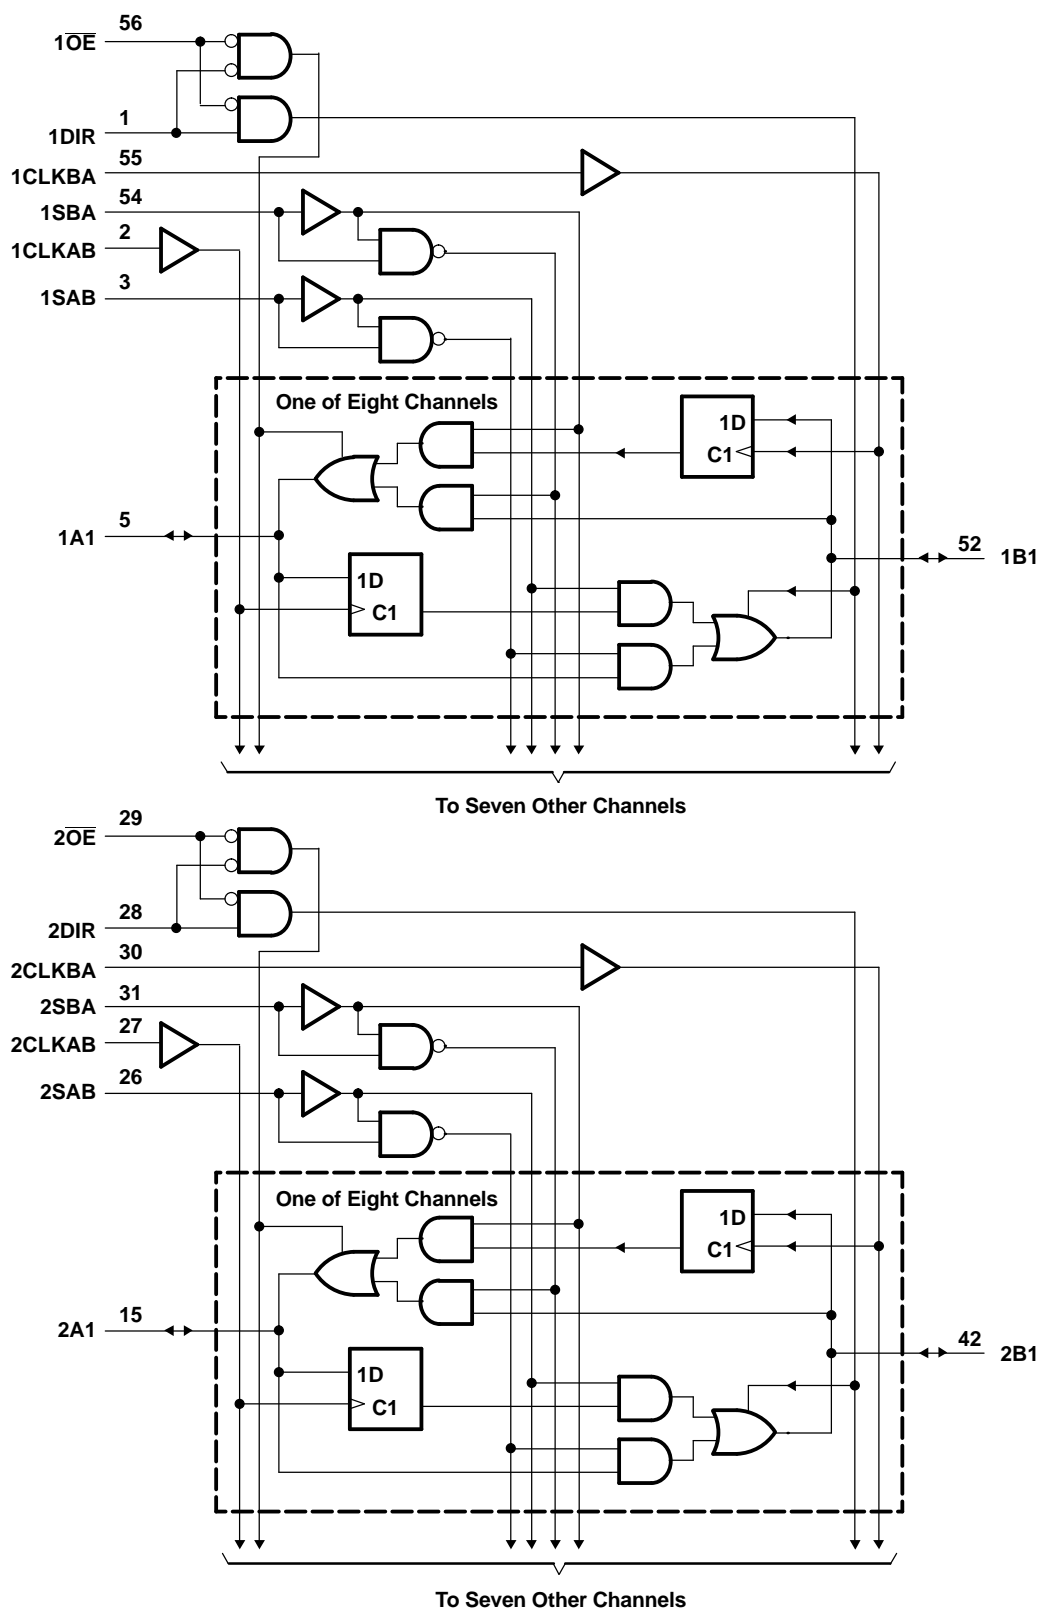 56
1OE
1
1DIR
55
1CLKBA
54
1SBA
2
1CLKAB
3
1SAB
One of Eight Channels
1D
C1
5
1A1
52
1B1
1D
C1
To Seven Other Channels
29
2OE
28
2DIR
30
2CLKBA
31
2SBA
27
2CLKAB
26
2SAB
One of Eight Channels
1D
C1
15
2A1
42
2B1
1D
C1
To Seven Other Channels